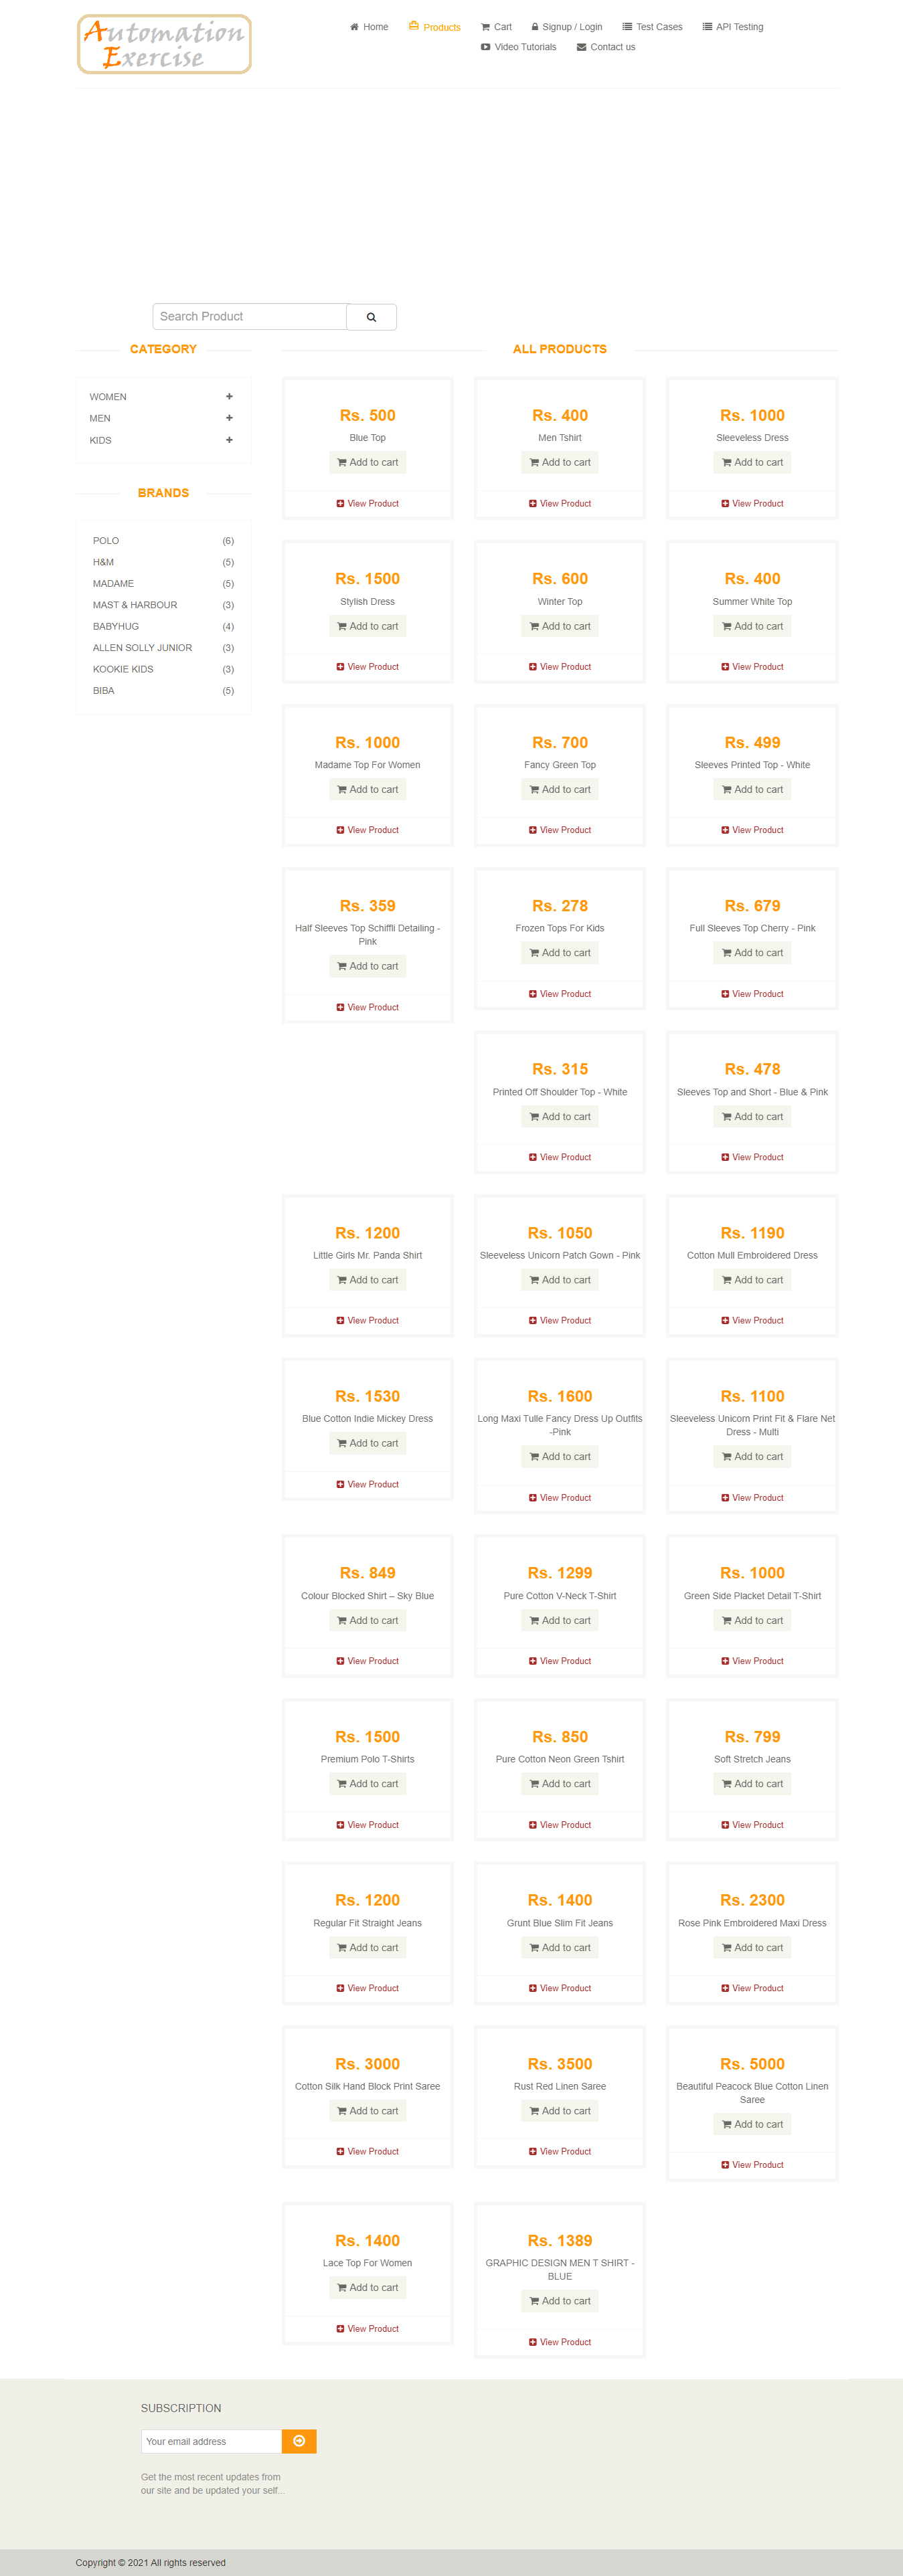 Automation
Exercise
Home Products Cart Signup / Login Test Cases API Testing
Video Tutorials Contact us
Search Product
CATEGORY
WOMEN
MEN
KIDS
BRANDS
POLO (6)
H&M (5)
MADAME (5)
MAST & HARBOUR (3)
BABYHUG (4)
ALLEN SOLLY JUNIOR (3)
KOOKIE KIDS (3)
BIBA (5)
ALL PRODUCTS
Rs. 500
Blue Top
Add to cart
View Product
Rs. 400
Men Tshirt
Add to cart
View Product
Rs. 1000
Sleeveless Dress
Add to cart
View Product
Rs. 1500
Stylish Dress
Add to cart
View Product
Rs. 600
Winter Top
Add to cart
View Product
Rs. 400
Summer White Top
Add to cart
View Product
Rs. 1000
Madame Top For Women
Add to cart
View Product
Rs. 700
Fancy Green Top
Add to cart
View Product
Rs. 499
Sleeves Printed Top - White
Add to cart
View Product
Rs. 359
Half Sleeves Top Schiffli Detailing -
Pink
Add to cart
View Product
Rs. 278
Frozen Tops For Kids
Add to cart
View Product
Rs. 679
Full Sleeves Top Cherry - Pink
Add to cart
View Product
Rs. 315
Printed Off Shoulder Top - White
Add to cart
View Product
Rs. 478
Sleeves Top and Short - Blue & Pink
Add to cart
View Product
Rs. 1200
Little Girls Mr. Panda Shirt
Add to cart
View Product
Rs. 1050
Sleeveless Unicorn Patch Gown - Pink
Add to cart
View Product
Rs. 1190
Cotton Mull Embroidered Dress
Add to cart
View Product
Rs. 1530
Blue Cotton Indie Mickey Dress
Add to cart
View Product
Rs. 1600
Long Maxi Tulle Fancy Dress Up Outfits
-Pink
Add to cart
View Product
Rs. 1100
Sleeveless Unicorn Print Fit & Flare Net
Dress - Multi
Add to cart
View Product
Rs. 849
Colour Blocked Shirt – Sky Blue
Add to cart
View Product
Rs. 1299
Pure Cotton V-Neck T-Shirt
Add to cart
View Product
Rs. 1000
Green Side Placket Detail T-Shirt
Add to cart
View Product
Rs. 1500
Premium Polo T-Shirts
Add to cart
View Product
Rs. 850
Pure Cotton Neon Green Tshirt
Add to cart
View Product
Rs. 799
Soft Stretch Jeans
Add to cart
View Product
Rs. 1200
Regular Fit Straight Jeans
Add to cart
View Product
Rs. 1400
Grunt Blue Slim Fit Jeans
Add to cart
View Product
Rs. 2300
Rose Pink Embroidered Maxi Dress
Add to cart
View Product
Rs. 3000
Cotton Silk Hand Block Print Saree
Add to cart
View Product
Rs. 3500
Rust Red Linen Saree
Add to cart
View Product
Rs. 5000
Beautiful Peacock Blue Cotton Linen
Saree
Add to cart
View Product
Rs. 1400
Lace Top For Women
Add to cart
View Product
Rs. 1389
GRAPHIC DESIGN MEN T SHIRT -
BLUE
Add to cart
View Product
SUBSCRIPTION
Your email address
Get the most recent updates from
our site and be updated your self...
Copyright © 2021 All rights reserved